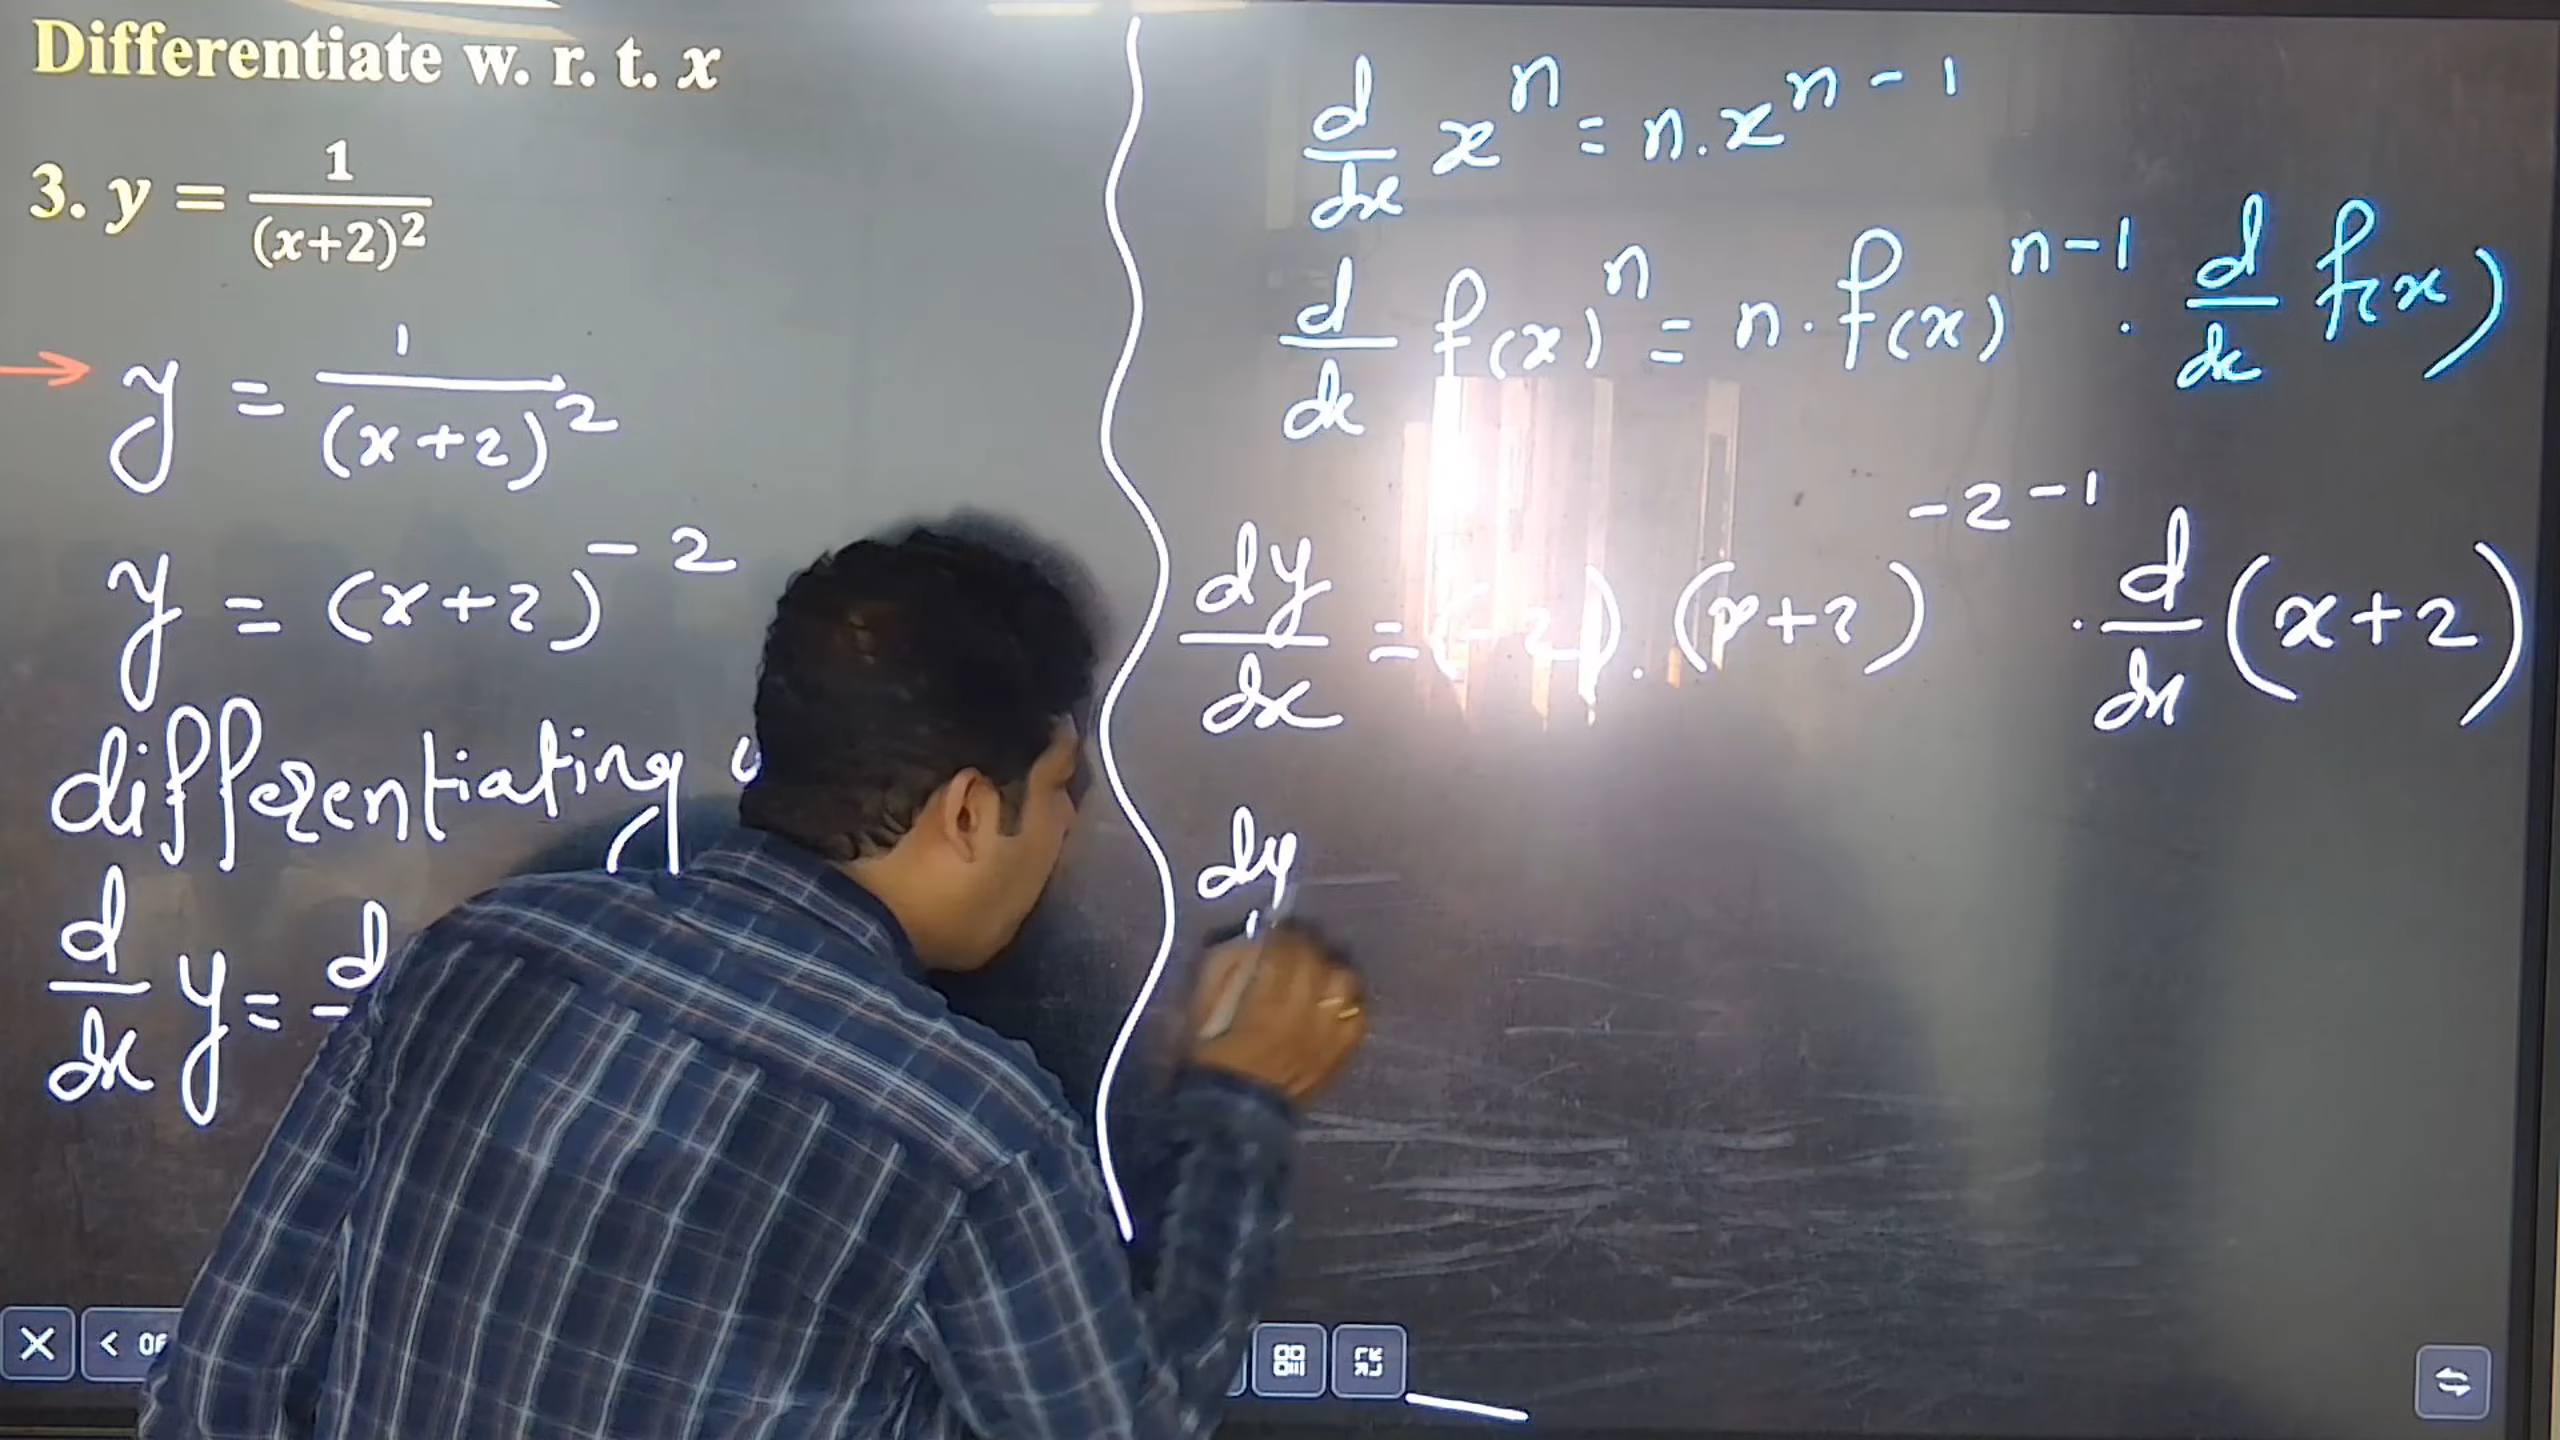 Differentiate w. r. t. x
3. y = 1/(x+2)²
y = 1/(x+2)²
y = (x+2)⁻²
differentiating
d/dx y = d
d/dx xⁿ = n·xⁿ⁻¹
d/dx f(x)ⁿ = n·f(x)ⁿ⁻¹ · d/dx f(x)
dy/dx = (-2)·(x+2)⁻²⁻¹ · d/dx (x+2)
dy